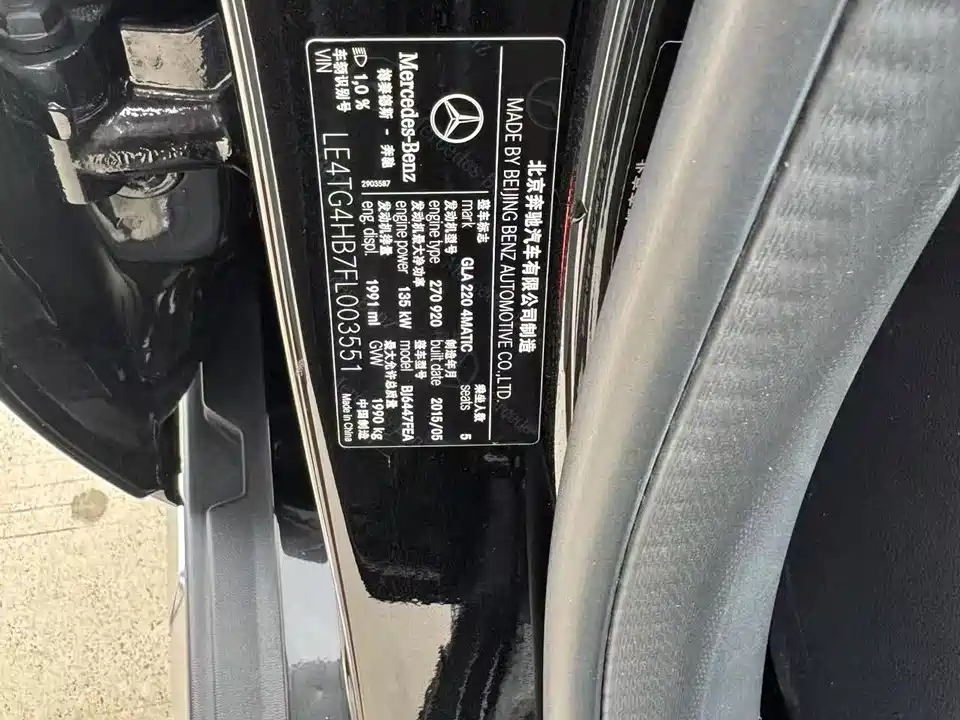 北京奔驰汽车有限公司制造
MADE BY BEIJING BENZ AUTOMOTIVE CO.,LTD.
Mercedes-Benz
梅赛德斯 - 奔驰
1,0 %
2903587
整车标志
mark GLA 220 4MATIC
乘坐人数
seats 5
发动机型号
engine type 270 920
制造年月
built date 2015/05
发动机最大净功率
engine power 135 kW
整车型号
model BJ6447FEA
发动机排量
eng. displ. 1991 ml
最大允许总质量
GVW 1990 kg
车辆识别号
VIN LE4TG4HB7FL003551
中国制造
Made in China